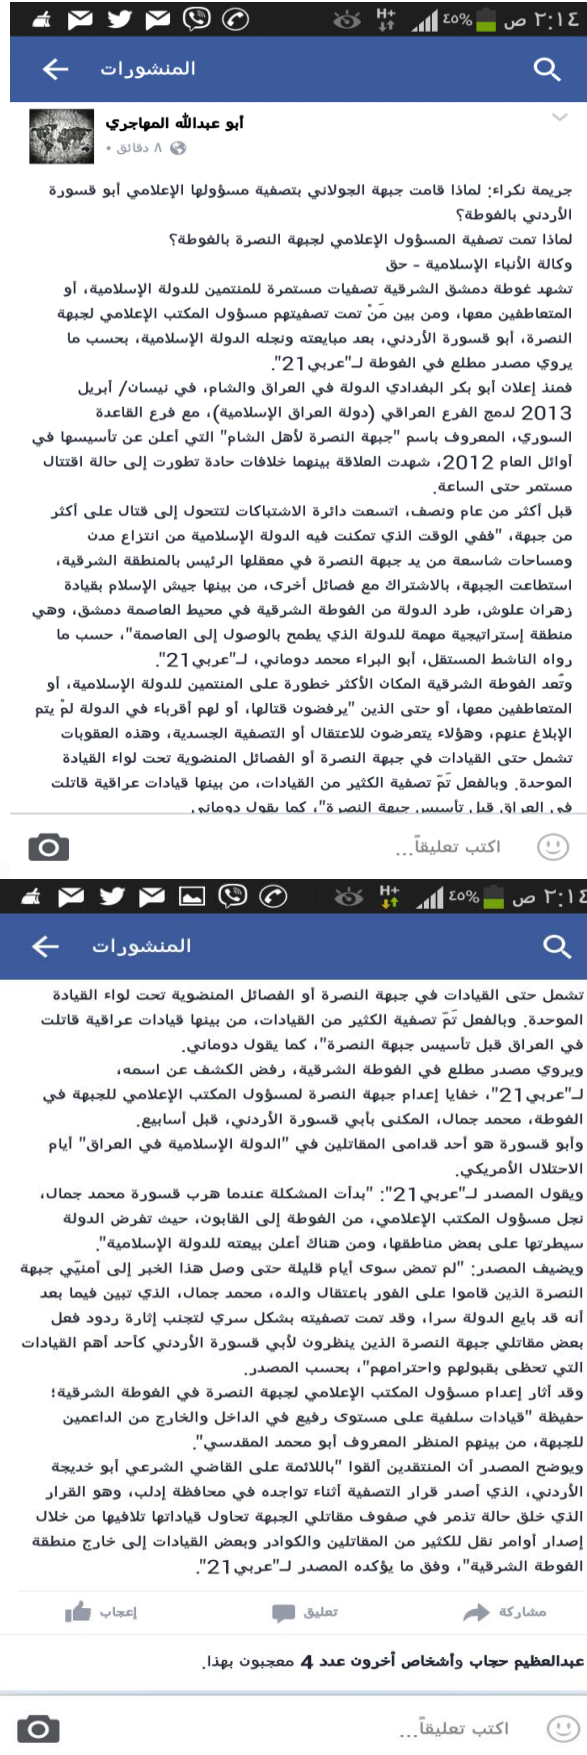 ٢:١٤ ص ٤٥% H+
المنشورات
أبو عبدالله المهاجري
٨ دقائق •
جريمة نكراء: لماذا قامت جبهة الجولاني بتصفية مسؤولها الإعلامي أبو قسورة
الأردني بالغوطة؟
لماذا تمت تصفية المسؤول الإعلامي لجبهة النصرة بالغوطة؟
وكالة الأنباء الإسلامية - حق
تشهد غوطة دمشق الشرقية تصفيات مستمرة للمنتمين للدولة الإسلامية، أو
المتعاطفين معها، ومن بين مَنْ تمت تصفيتهم مسؤول المكتب الإعلامي لجبهة
النصرة، أبو قسورة الأردني، بعد مبايعته ونجله الدولة الإسلامية، بحسب ما
يروي مصدر مطلع في الغوطة لـ"عربي21".
فمنذ إعلان أبو بكر البغدادي الدولة في العراق والشام، في نيسان/ أبريل
2013 لدمج الفرع العراقي (دولة العراق الإسلامية)، مع فرع القاعدة
السوري، المعروف باسم "جبهة النصرة لأهل الشام" التي أعلن عن تأسيسها في
أوائل العام 2012، شهدت العلاقة بينهما خلافات حادة تطورت إلى حالة اقتتال
مستمر حتى الساعة.
قبل أكثر من عام ونصف، اتسعت دائرة الاشتباكات لتتحول إلى قتال على أكثر
من جبهة، "ففي الوقت الذي تمكنت فيه الدولة الإسلامية من انتزاع مدن
ومساحات شاسعة من يد جبهة النصرة في معقلها الرئيس بالمنطقة الشرقية،
استطاعت الجبهة، بالاشتراك مع فصائل أخرى، من بينها جيش الإسلام بقيادة
زهران علوش، طرد الدولة من الغوطة الشرقية في محيط العاصمة دمشق، وهي
منطقة إستراتيجية مهمة للدولة الذي يطمح بالوصول إلى العاصمة"، حسب ما
رواه الناشط المستقل، أبو البراء محمد دوماني، لـ"عربي21".
وتُعد الغوطة الشرقية المكان الأكثر خطورة على المنتمين للدولة الإسلامية، أو
المتعاطفين معها، أو حتى الذين "يرفضون قتالها، أو لهم أقرباء في الدولة لمْ يتم
الإبلاغ عنهم، وهؤلاء يتعرضون للاعتقال أو التصفية الجسدية، وهذه العقوبات
تشمل حتى القيادات في جبهة النصرة أو الفصائل المنضوية تحت لواء القيادة
الموحدة. وبالفعل تَمّ تصفية الكثير من القيادات، من بينها قيادات عراقية قاتلت
في العراق قبل تأسيس جبهة النصرة"، كما يقول دوماني
اكتب تعليقاً...
٢:١٤ ص ٤٥% H+
المنشورات
تشمل حتى القيادات في جبهة النصرة أو الفصائل المنضوية تحت لواء القيادة
الموحدة. وبالفعل تَمّ تصفية الكثير من القيادات، من بينها قيادات عراقية قاتلت
في العراق قبل تأسيس جبهة النصرة"، كما يقول دوماني.
ويروي مصدر مطلع في الغوطة الشرقية، رفض الكشف عن اسمه،
لـ"عربي21"، خفايا إعدام جبهة النصرة لمسؤول المكتب الإعلامي للجبهة في
الغوطة، محمد جمال، المكنى بأبي قسورة الأردني، قبل أسابيع.
وأبو قسورة هو أحد قدامى المقاتلين في "الدولة الإسلامية في العراق" أيام
الاحتلال الأمريكي.
ويقول المصدر لـ"عربي21": "بدأت المشكلة عندما هرب قسورة محمد جمال،
نجل مسؤول المكتب الإعلامي، من الغوطة إلى القابون، حيث تفرض الدولة
سيطرتها على بعض مناطقها، ومن هناك أعلن بيعته للدولة الإسلامية".
ويضيف المصدر: "لم تمض سوى أيام قليلة حتى وصل هذا الخبر إلى أمنيّي جبهة
النصرة الذين قاموا على الفور باعتقال والده، محمد جمال، الذي تبين فيما بعد
أنه قد بايع الدولة سرا، وقد تمت تصفيته بشكل سري لتجنب إثارة ردود فعل
بعض مقاتلي جبهة النصرة الذين ينظرون لأبي قسورة الأردني كأحد أهم القيادات
التي تحظى بقبولهم واحترامهم"، بحسب المصدر.
وقد أثار إعدام مسؤول المكتب الإعلامي لجبهة النصرة في الغوطة الشرقية؛
حفيظة "قيادات سلفية على مستوى رفيع في الداخل والخارج من الداعمين
للجبهة، من بينهم المنظر المعروف أبو محمد المقدسي".
ويوضح المصدر أن المنتقدين ألقوا "باللائمة على القاضي الشرعي أبو خديجة
الأردني، الذي أصدر قرار التصفية أثناء تواجده في محافظة إدلب، وهو القرار
الذي خلق حالة تذمر في صفوف مقاتلي الجبهة تحاول قياداتها تلافيها من خلال
إصدار أوامر نقل للكثير من المقاتلين والكوادر وبعض القيادات إلى خارج منطقة
الغوطة الشرقية"، وفق ما يؤكده المصدر لـ"عربي21".
مشاركة تعليق إعجاب
عبدالعظيم حجاب وأشخاص آخرون عدد 4 معجبون بهذا.
اكتب تعليقاً...